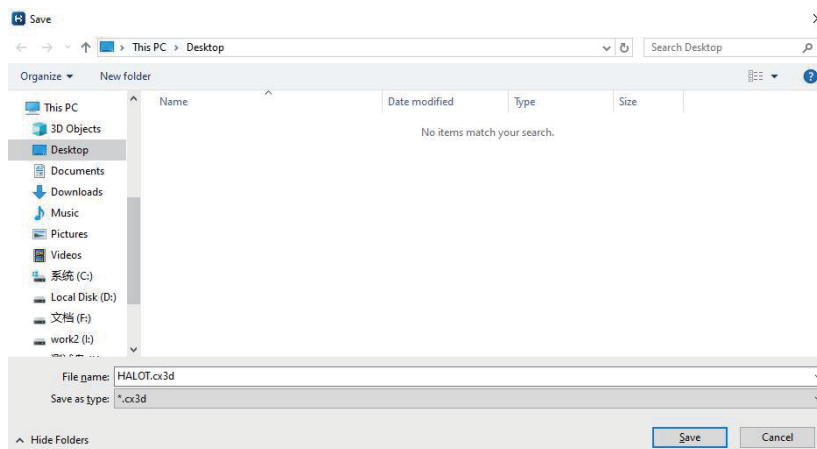 Save
This PC > Desktop
Search Desktop
Organize
New folder
Name
Date modified
Type
Size
No items match your search.
This PC
3D Objects
Desktop
Documents
Downloads
Music
Pictures
Videos
系统 (C:)
Local Disk (D:)
文档 (F:)
work2 (I:)
File name: HALOT.cx3d
Save as type: *.cx3d
Hide Folders
Save
Cancel